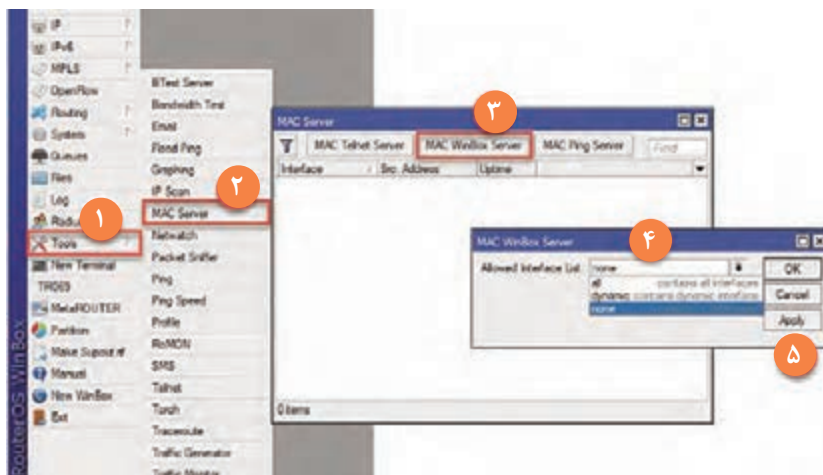 IP
IPv6
MPLS
OpenFlow
Routing
System
Queues
Files
Log
Radius
Tools
New Terminal
MetaROUTER
Partition
Make Supout.rif
Manual
New WinBox
Exit
RouterOS WinBox
BTest Server
Bandwidth Test
Email
Flood Ping
Graphing
IP Scan
MAC Server
Netwatch
Packet Sniffer
Ping
Ping Speed
Profile
RoMON
SMS
Telnet
Torch
Traceroute
Traffic Generator
Traffic Monitor
۱
۲
۳
MAC Server
MAC Telnet Server MAC WinBox Server MAC Ping Server Find
Interface Src. Address Uptime
0 items
۴
MAC WinBox Server
Allowed Interface List: none OK
all contains all interfaces
dynamic contains dynamic interfaces Cancel
none
Apply
۵